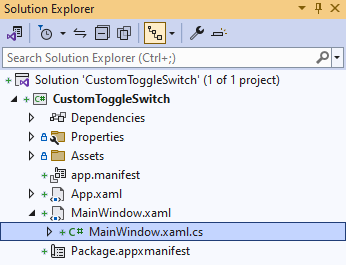 Solution Explorer
Search Solution Explorer (Ctrl+;)
Solution 'CustomToggleSwitch' (1 of 1 project)
C# CustomToggleSwitch
Dependencies
Properties
Assets
app.manifest
App.xaml
MainWindow.xaml
C# MainWindow.xaml.cs
Package.appxmanifest